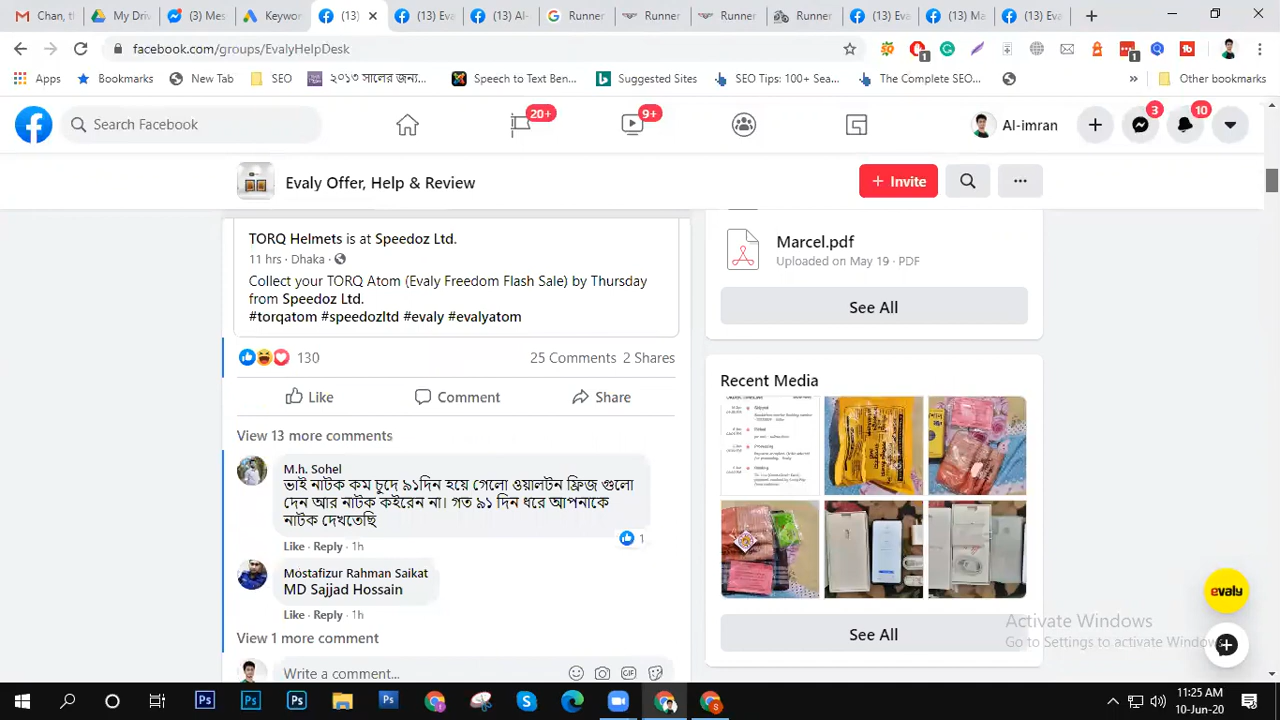 Chan, th
My Driv
(3) Mes
Keywor
(13)
(13) Eva
(13) Al-
Runner
Runner
Runner
Runner
(13) Eva
(13) Ma
(13) Eva
facebook.com/groups/EvalyHelpDesk
Apps
Bookmarks
New Tab
SEO
২০১৩ সালের জন্য...
Speech to Text Ben...
Suggested Sites
SEO Tips: 100+ Sea...
The Complete SEO...
Other bookmarks
Search Facebook
20+
9+
Al-imran
3
10
Evaly Offer, Help & Review
+ Invite
TORQ Helmets is at Speedoz Ltd.
11 hrs · Dhaka ·
Collect your TORQ Atom (Evaly Freedom Flash Sale) by Thursday
from Speedoz Ltd.
#torqatom #speedozltd #evaly #evalyatom
130
25 Comments 2 Shares
Like
Comment
Share
View 13 more comments
M.h. Sohel
ভাই নাটক কম চুদে ৯১দিন হয়ে গেলো ওয়ালটন ফ্রিজ গুলো
দেন আর নাটক কইরেন না। গত ৯১ দিন ধরে আপনাকে
নাটক দেখতেছি
1
Like · Reply · 1h
Mostafizur Rahman Saikat
MD Sajjad Hossain
Like · Reply · 1h
View 1 more comment
Write a comment...
GIF
Marcel.pdf
Uploaded on May 19 · PDF
See All
Recent Media
See All
evaly
Activate Windows
Go to Settings to activate Windows.
11:25 AM
10-Jun-20